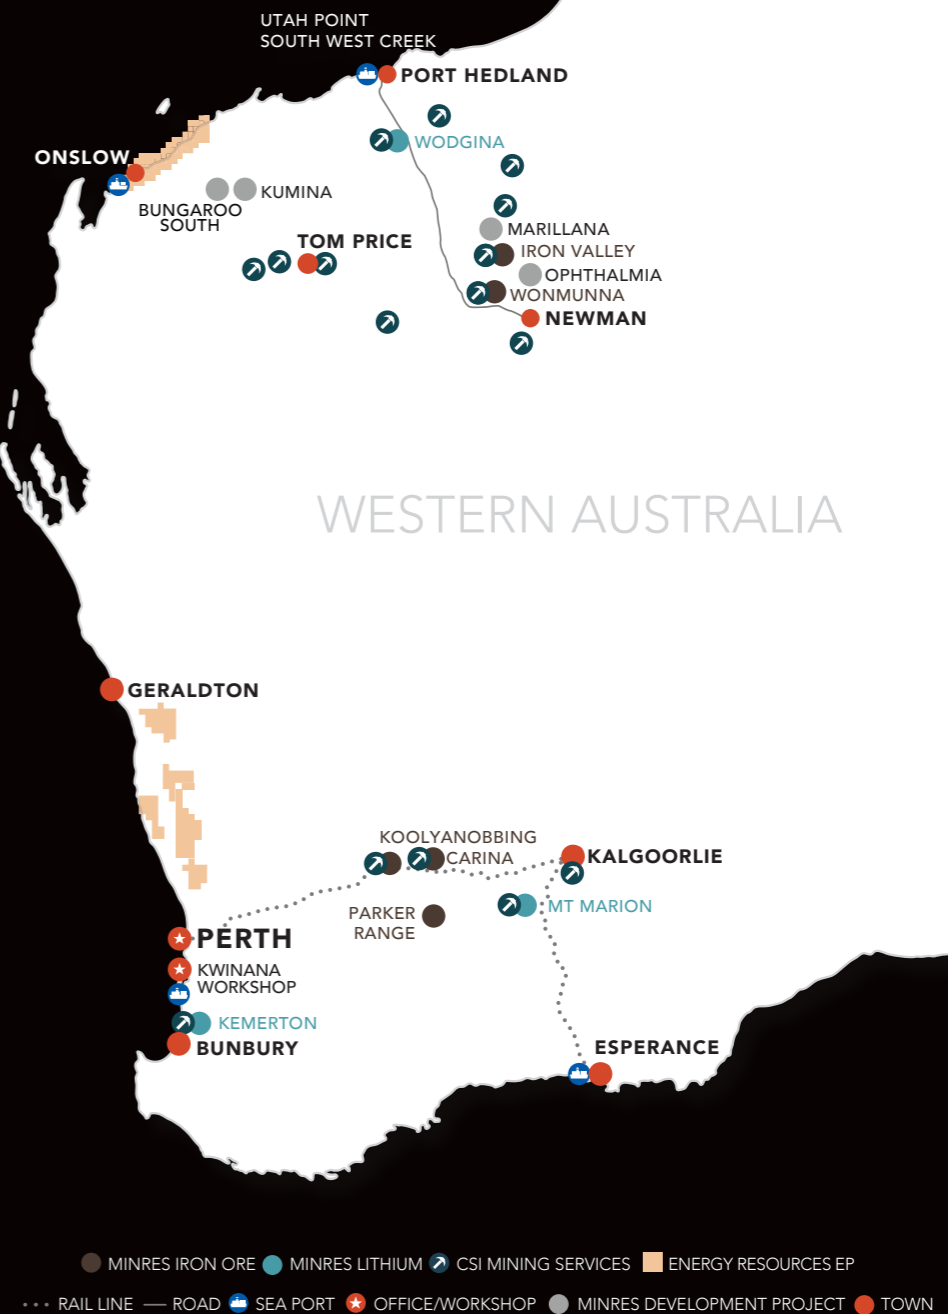 UTAH POINT
SOUTH WEST CREEK
PORT HEDLAND
WODGINA
ONSLOW
KUMINA
BUNGAROO
SOUTH
MARILLANA
TOM PRICE
IRON VALLEY
OPHTHALMIA
WONMUNNA
NEWMAN
WESTERN AUSTRALIA
GERALDTON
KOOLYANOBBING
CARINA
KALGOORLIE
MT MARION
PARKER
RANGE
PERTH
KWINANA
WORKSHOP
KEMERTON
BUNBURY
ESPERANCE
MINRES IRON ORE MINRES LITHIUM CSI MINING SERVICES ENERGY RESOURCES EP
RAIL LINE ROAD SEA PORT OFFICE/WORKSHOP MINRES DEVELOPMENT PROJECT TOWN